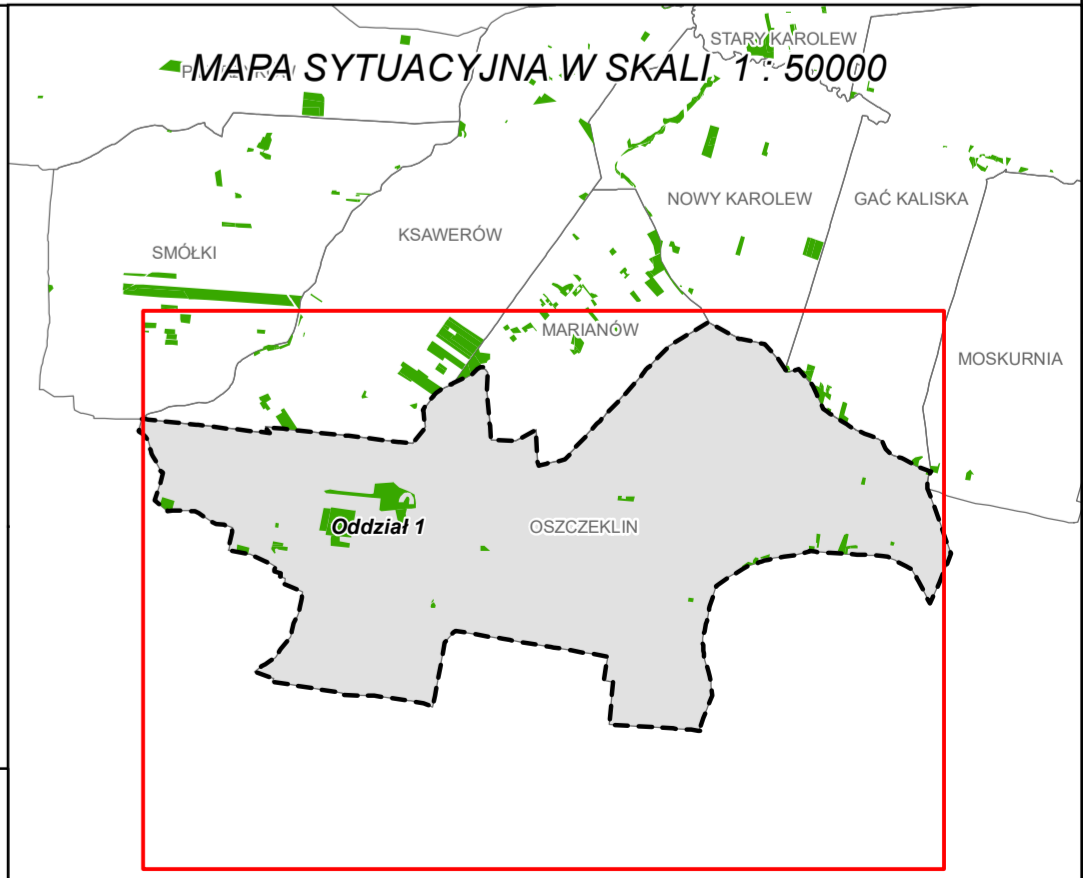 STARY KAROLEW
MAPA SYTUACYJNA W SKALI 1 : 50000
NOWY KAROLEW
GAĆ KALISKA
KSAWERÓW
SMÓŁKI
MARIANÓW
MOSKURNIA
Oddział 1
OSZCZEKLIN